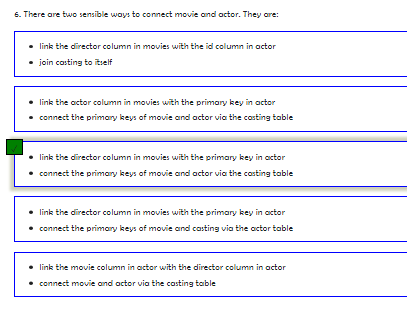 6. There are two sensible ways to connect movie and actor. They are:
• link the director column in movies with the id column in actor
• join casting to itself
• link the actor column in movies with the primary key in actor
• connect the primary keys of movie and actor via the casting table
• link the director column in movies with the primary key in actor
• connect the primary keys of movie and actor via the casting table
• link the director column in movies with the primary key in actor
• connect the primary keys of movie and casting via the actor table
• link the movie column in actor with the director column in actor
• connect movie and actor via the casting table